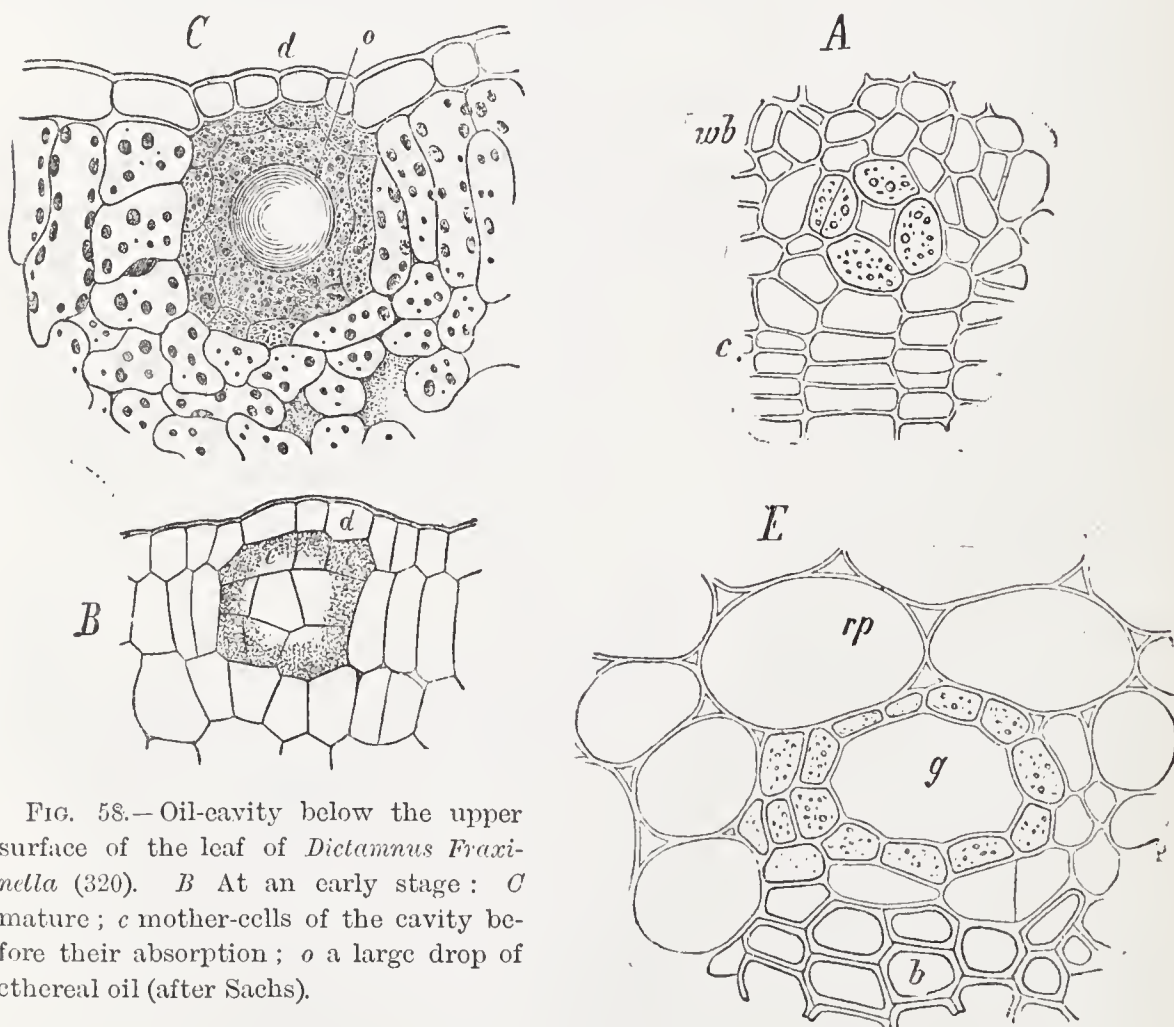 C
d
o
A
wb
c
d
c
B
E
rp
g
b
FIG. 58.—Oil-cavity below the upper
surface of the leaf of Dictamnus Fraxi-
nella (320). B At an early stage: C
mature; c mother-cells of the cavity be-
fore their absorption; o a large drop of
ethereal oil (after Sachs).